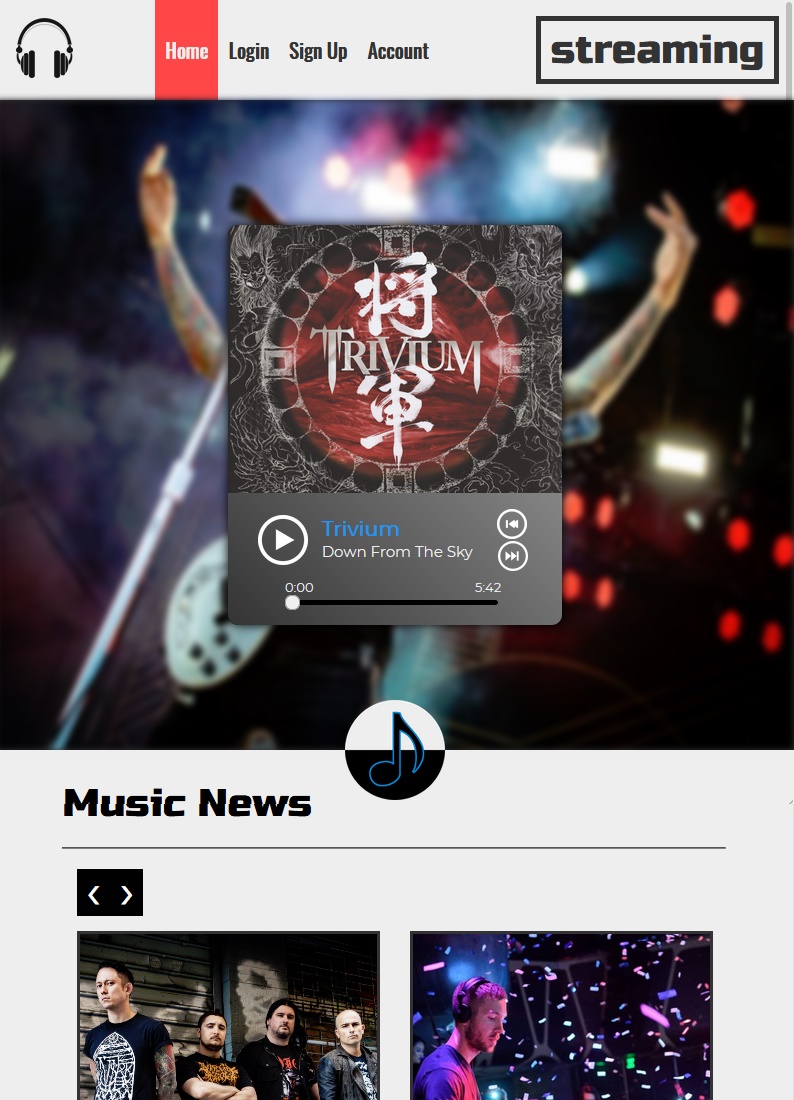 Home Login Sign Up Account
streaming
将
TRIVIUM
軍
Trivium
Down From The Sky
0:00 5:42
Music News